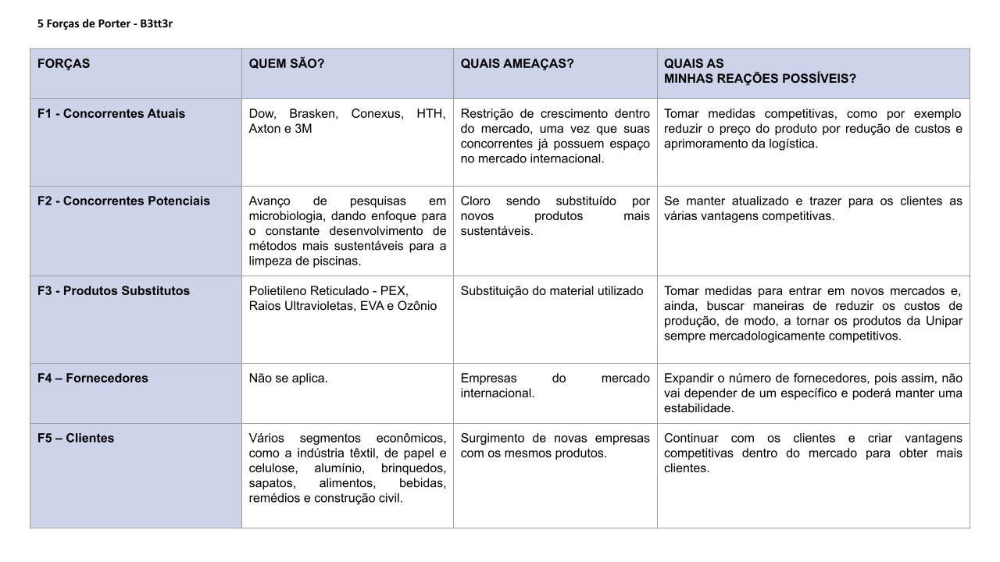 5 Forças de Porter - B3tt3r
FORÇAS
QUEM SÃO?
QUAIS AMEAÇAS?
QUAIS AS
MINHAS REAÇÕES POSSÍVEIS?
F1 - Concorrentes Atuais
Dow, Brasken, Conexus, HTH,
Axton e 3M
Restrição de crescimento dentro
do mercado, uma vez que suas
concorrentes já possuem espaço
no mercado internacional.
Tomar medidas competitivas, como por exemplo
reduzir o preço do produto por redução de custos e
aprimoramento da logística.
F2 - Concorrentes Potenciais
Avanço de pesquisas em
microbiologia, dando enfoque para
o constante desenvolvimento de
métodos mais sustentáveis para a
limpeza de piscinas.
Cloro sendo substituído por
novos produtos mais
sustentáveis.
Se manter atualizado e trazer para os clientes as
várias vantagens competitivas.
F3 - Produtos Substitutos
Polietileno Reticulado - PEX,
Raios Ultravioletas, EVA e Ozônio
Substituição do material utilizado
Tomar medidas para entrar em novos mercados e,
ainda, buscar maneiras de reduzir os custos de
produção, de modo, a tornar os produtos da Unipar
sempre mercadologicamente competitivos.
F4 – Fornecedores
Não se aplica.
Empresas do mercado
internacional.
Expandir o número de fornecedores, pois assim, não
vai depender de um específico e poderá manter uma
estabilidade.
F5 – Clientes
Vários segmentos econômicos,
como a indústria têxtil, de papel e
celulose, alumínio, brinquedos,
sapatos, alimentos, bebidas,
remédios e construção civil.
Surgimento de novas empresas
com os mesmos produtos.
Continuar com os clientes e criar vantagens
competitivas dentro do mercado para obter mais
clientes.